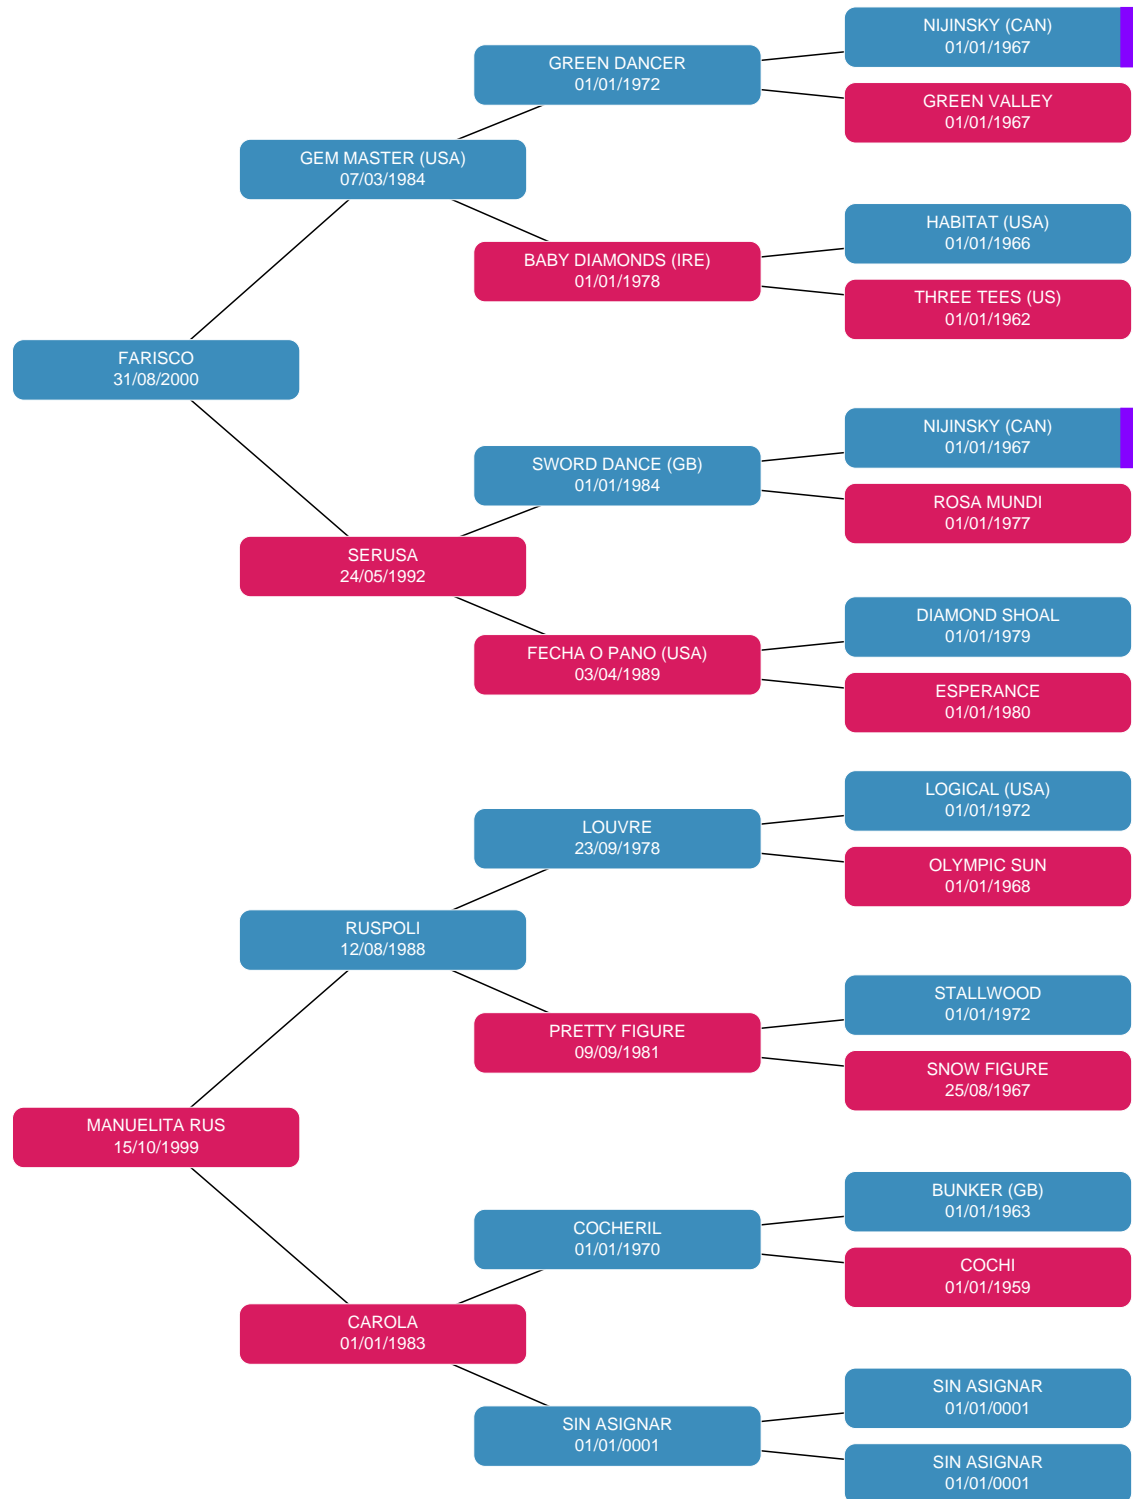 NIJINSKY (CAN)
01/01/1967
GREEN DANCER
01/01/1972
GREEN VALLEY
01/01/1967
GEM MASTER (USA)
07/03/1984
HABITAT (USA)
01/01/1966
BABY DIAMONDS (IRE)
01/01/1978
THREE TEES (US)
01/01/1962
FARISCO
31/08/2000
NIJINSKY (CAN)
01/01/1967
SWORD DANCE (GB)
01/01/1984
ROSA MUNDI
01/01/1977
SERUSA
24/05/1992
DIAMOND SHOAL
01/01/1979
FECHA O PANO (USA)
03/04/1989
ESPERANCE
01/01/1980
LOGICAL (USA)
01/01/1972
LOUVRE
23/09/1978
OLYMPIC SUN
01/01/1968
RUSPOLI
12/08/1988
STALLWOOD
01/01/1972
PRETTY FIGURE
09/09/1981
SNOW FIGURE
25/08/1967
MANUELITA RUS
15/10/1999
BUNKER (GB)
01/01/1963
COCHERIL
01/01/1970
COCHI
01/01/1959
CAROLA
01/01/1983
SIN ASIGNAR
01/01/0001
SIN ASIGNAR
01/01/0001
SIN ASIGNAR
01/01/0001